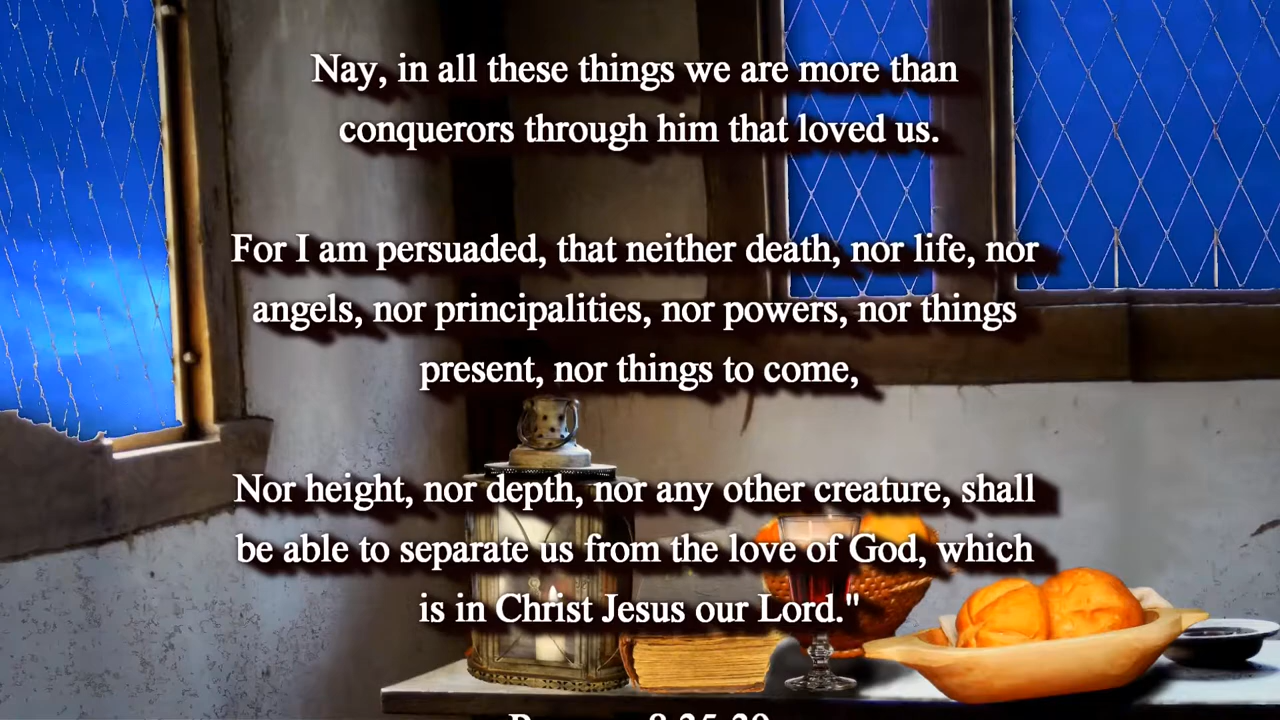 Nay, in all these things we are more than
conquerors through him that loved us.
For I am persuaded, that neither death, nor life, nor
angels, nor principalities, nor powers, nor things
present, nor things to come,
Nor height, nor depth, nor any other creature, shall
be able to separate us from the love of God, which
is in Christ Jesus our Lord."